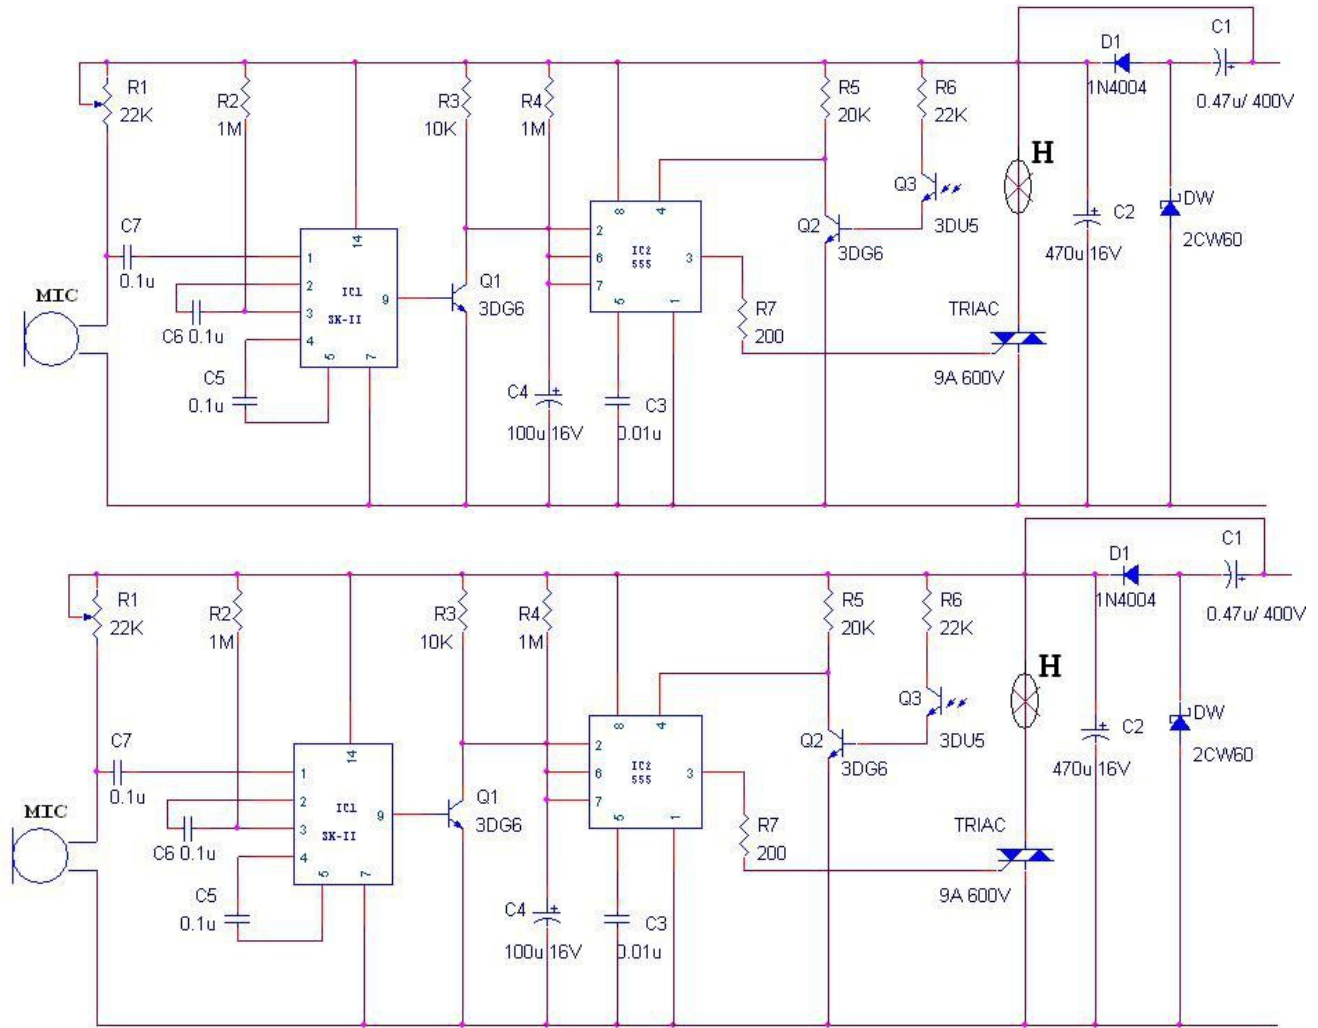 C1
D1
1N4004
0.47u/ 400V
R1
22K
R2
1M
R3
10K
R4
1M
R5
20K
R6
22K
H
Q3
3DU5
Q2
3DG6
C2
470u 16V
DW
2CW60
C7
0.1u
MIC
14
1
2
3
4
5
7
9
IC1
SK-II
C6 0.1u
C5
0.1u
Q1
3DG6
8
4
2
6
7
3
5
1
IC2
555
R7
200
TRIAC
9A 600V
C4
100u 16V
C3
0.01u
C1
D1
1N4004
0.47u/ 400V
R1
22K
R2
1M
R3
10K
R4
1M
R5
20K
R6
22K
H
Q3
3DU5
Q2
3DG6
C2
470u 16V
DW
2CW60
C7
0.1u
MIC
14
1
2
3
4
5
7
9
IC1
SK-II
C6 0.1u
C5
0.1u
Q1
3DG6
8
4
2
6
7
3
5
1
IC2
555
R7
200
TRIAC
9A 600V
C4
100u 16V
C3
0.01u